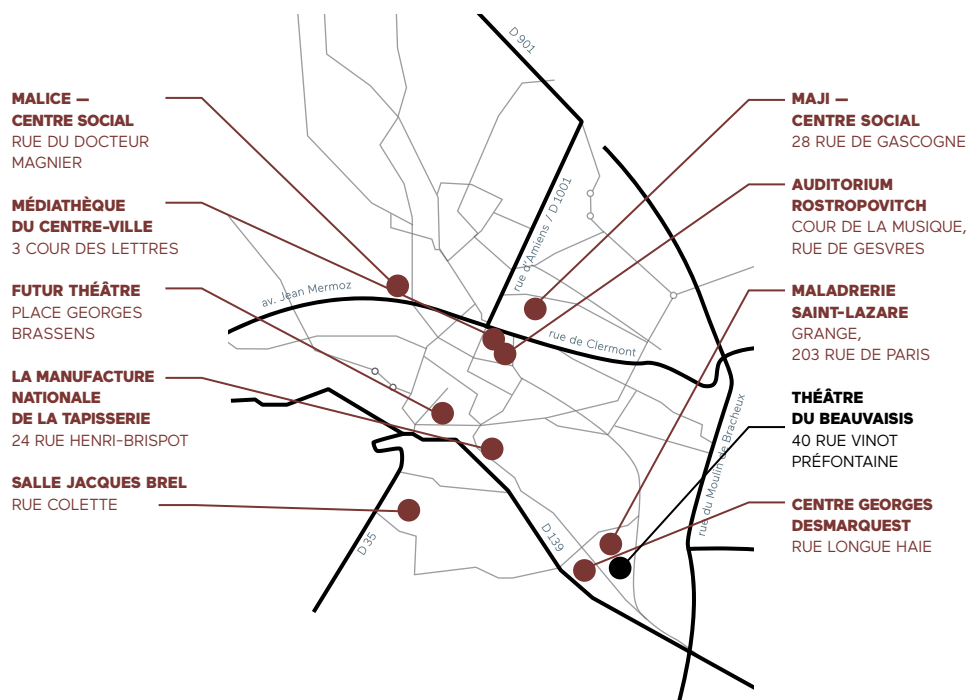 MALICE —
CENTRE SOCIAL
RUE DU DOCTEUR
MAGNIER
MÉDIATHÈQUE
DU CENTRE-VILLE
3 COUR DES LETTRES
FUTUR THÉÂTRE
PLACE GEORGES
BRASSENS
LA MANUFACTURE
NATIONALE
DE LA TAPISSERIE
24 RUE HENRI-BRISPOT
SALLE JACQUES BREL
RUE COLETTE
D901
rue d'Amiens / D1001
av. Jean Mermoz
rue de Clermont
rue du Moulin de Bracheux
D139
D35
MAJI —
CENTRE SOCIAL
28 RUE DE GASCOGNE
AUDITORIUM
ROSTROPOVITCH
COUR DE LA MUSIQUE,
RUE DE GESVRES
MALADRERIE
SAINT-LAZARE
GRANGE,
203 RUE DE PARIS
THÉÂTRE
DU BEAUVAISIS
40 RUE VINOT
PRÉFONTAINE
CENTRE GEORGES
DESMARQUEST
RUE LONGUE HAIE